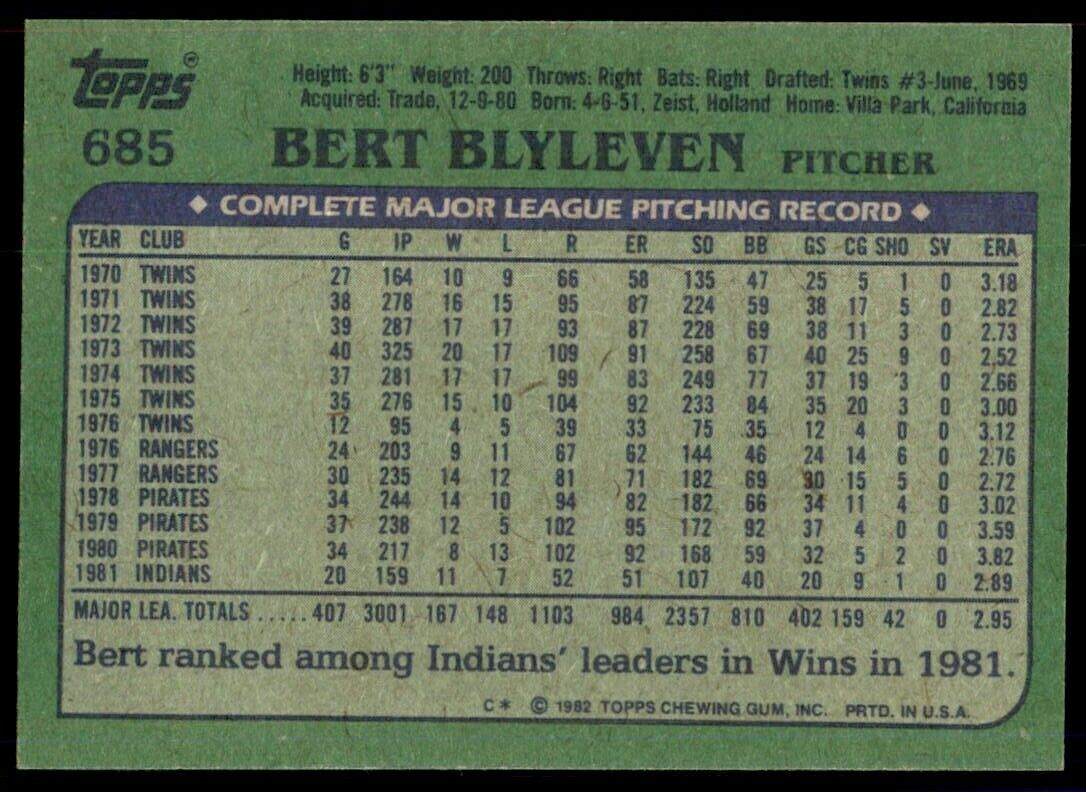 Topps®
Height: 6'3" Weight: 200 Throws: Right Bats: Right Drafted: Twins #3-June, 1969
Acquired: Trade, 12-9-80 Born: 4-6-51, Zeist, Holland Home: Villa Park, California
685 BERT BLYLEVEN PITCHER
◆ COMPLETE MAJOR LEAGUE PITCHING RECORD ◆
YEAR CLUB G IP W L R ER SO BB GS CG SHO SV ERA
1970 TWINS 27 164 10 9 66 58 135 47 25 5 1 0 3.18
1971 TWINS 38 278 16 15 95 87 224 59 38 17 5 0 2.82
1972 TWINS 39 287 17 17 93 87 228 69 38 11 3 0 2.73
1973 TWINS 40 325 20 17 109 91 258 67 40 25 9 0 2.52
1974 TWINS 37 281 17 17 99 83 249 77 37 19 3 0 2.66
1975 TWINS 35 276 15 10 104 92 233 84 35 20 3 0 3.00
1976 TWINS 12 95 4 5 39 33 75 35 12 4 0 0 3.12
1976 RANGERS 24 203 9 11 67 62 144 46 24 14 6 0 2.76
1977 RANGERS 30 235 14 12 81 71 182 69 30 15 5 0 2.72
1978 PIRATES 34 244 14 10 94 82 182 66 34 11 4 0 3.02
1979 PIRATES 37 238 12 5 102 95 172 92 37 4 0 0 3.59
1980 PIRATES 34 217 8 13 102 92 168 59 32 5 2 0 3.82
1981 INDIANS 20 159 11 7 52 51 107 40 20 9 1 0 2.89
MAJOR LEA. TOTALS ..... 407 3001 167 148 1103 984 2357 810 402 159 42 0 2.95
Bert ranked among Indians' leaders in Wins in 1981.
C* © 1982 TOPPS CHEWING GUM, INC. PRTD. IN U.S.A.